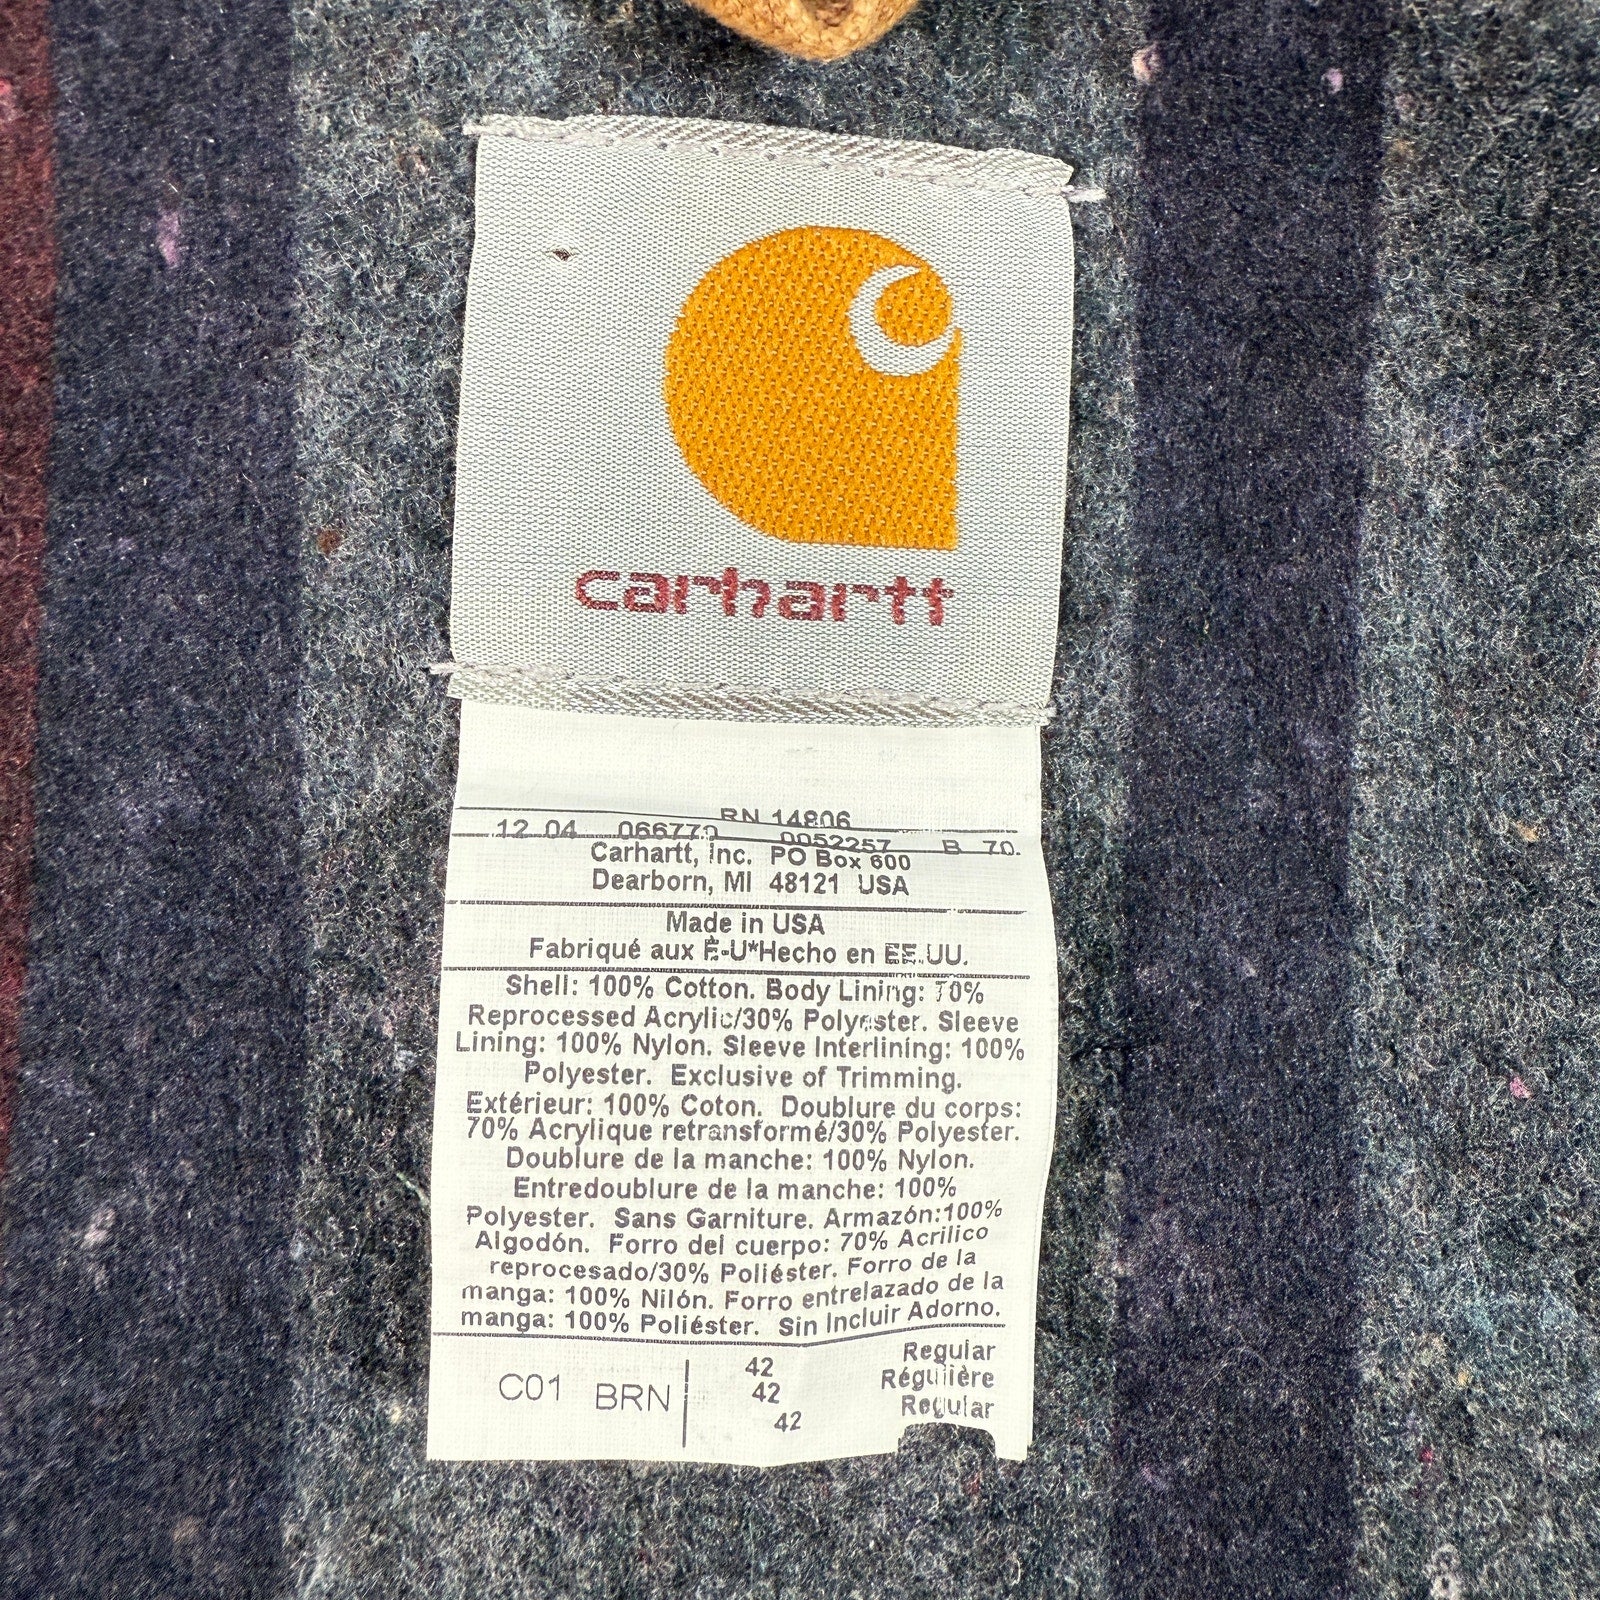 carhartt
RN 14806
12 04 066770 0052257 B 70.
Carhartt, Inc. PO Box 600
Dearborn, MI 48121 USA
Made in USA
Fabriqué aux É-U*Hecho en EE.UU.
Shell: 100% Cotton. Body Lining: 70%
Reprocessed Acrylic/30% Polyester. Sleeve
Lining: 100% Nylon. Sleeve Interlining: 100%
Polyester. Exclusive of Trimming.
Extérieur: 100% Coton. Doublure du corps:
70% Acrylique retransformé/30% Polyester.
Doublure de la manche: 100% Nylon.
Entredoublure de la manche: 100%
Polyester. Sans Garniture. Armazón:100%
Algodón. Forro del cuerpo: 70% Acrilico
reprocesado/30% Poliéster. Forro de la
manga: 100% Nilón. Forro entrelazado de la
manga: 100% Poliéster. Sin Incluir Adorno.
C01 BRN
42 Regular
42 Régulière
42 Regular